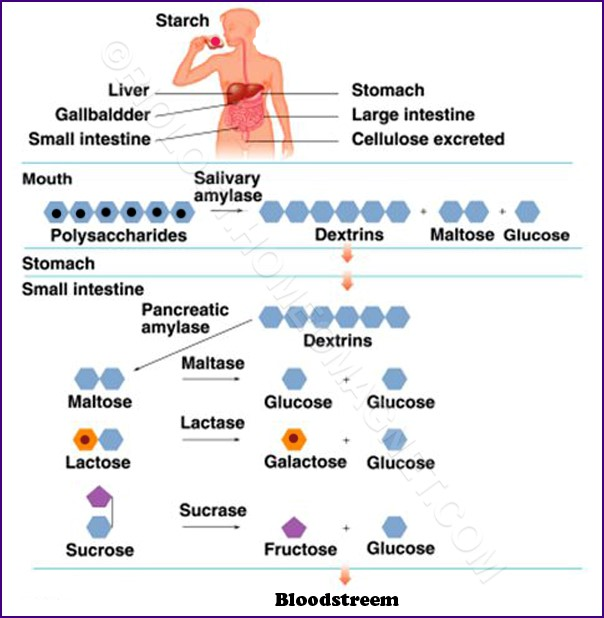 Starch
Liver
Stomach
Gallbaldder
Large intestine
Small intestine
Cellulose excreted
Mouth
Salivary
amylase
Polysaccharides
Dextrins
+
Maltose
+
Glucose
Stomach
Small intestine
Pancreatic
amylase
Dextrins
Maltose
Maltase
Glucose
+
Glucose
Lactose
Lactase
Galactose
+
Glucose
Sucrose
Sucrase
Fructose
+
Glucose
Bloodstreem